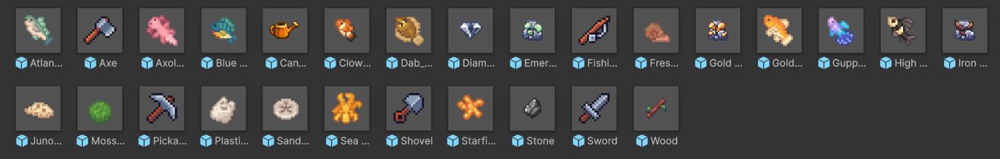 Atlan... Axe Axol... Blue ... Can... Clow... Dab_... Diam... Emer... Fishi... Fres... Gold ... Gold... Gupp... High ... Iron ...
Juno... Moss... Picka... Plasti... Sand... Sea ... Shovel Starfi... Stone Sword Wood